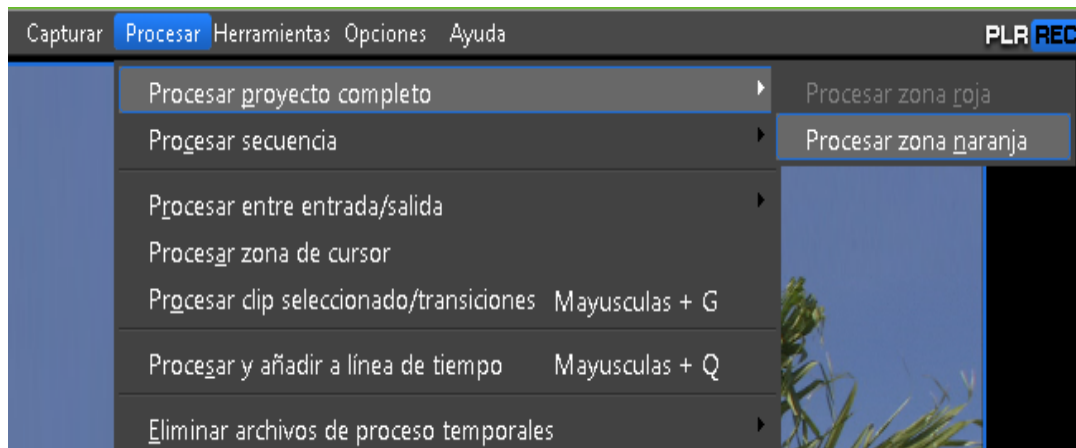 Capturar Procesar Herramientas Opciones Ayuda PLR REC
Procesar proyecto completo
Procesar zona roja
Procesar secuencia
Procesar zona naranja
Procesar entre entrada/salida
Procesar zona de cursor
Procesar clip seleccionado/transiciones Mayusculas + G
Procesar y añadir a línea de tiempo Mayusculas + Q
Eliminar archivos de proceso temporales